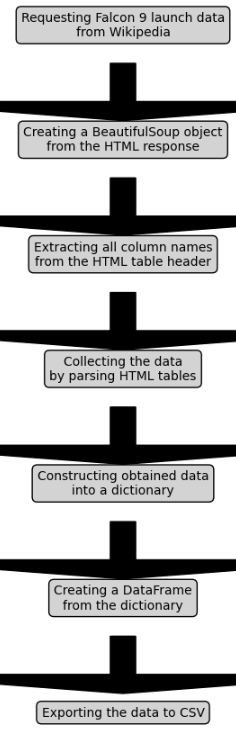 Requesting Falcon 9 launch data
from Wikipedia
Creating a BeautifulSoup object
from the HTML response
Extracting all column names
from the HTML table header
Collecting the data
by parsing HTML tables
Constructing obtained data
into a dictionary
Creating a DataFrame
from the dictionary
Exporting the data to CSV